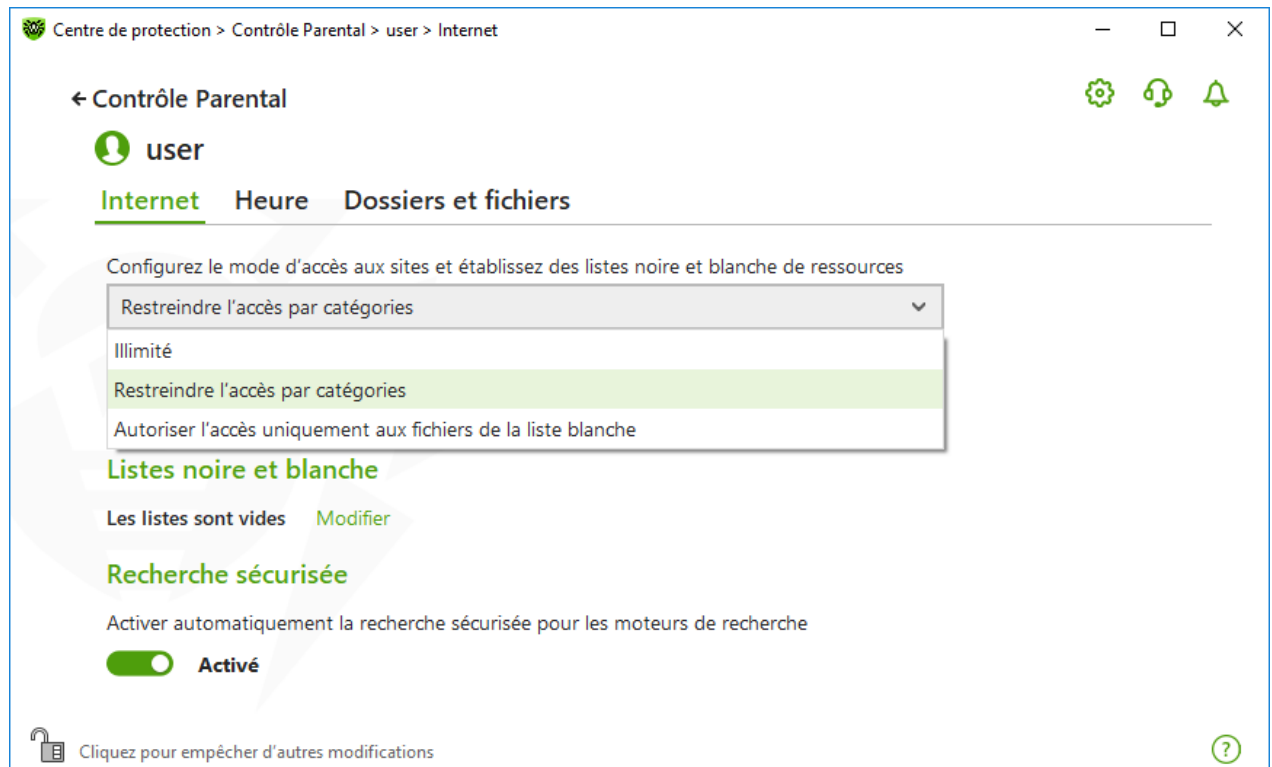 Centre de protection > Contrôle Parental > user > Internet
Contrôle Parental
user
Internet Heure Dossiers et fichiers
Configurez le mode d'accès aux sites et établissez des listes noire et blanche de ressources
Restreindre l'accès par catégories
Illimité
Restreindre l'accès par catégories
Autoriser l'accès uniquement aux fichiers de la liste blanche
Listes noire et blanche
Les listes sont vides Modifier
Recherche sécurisée
Activer automatiquement la recherche sécurisée pour les moteurs de recherche
Activé
Cliquez pour empêcher d'autres modifications ?